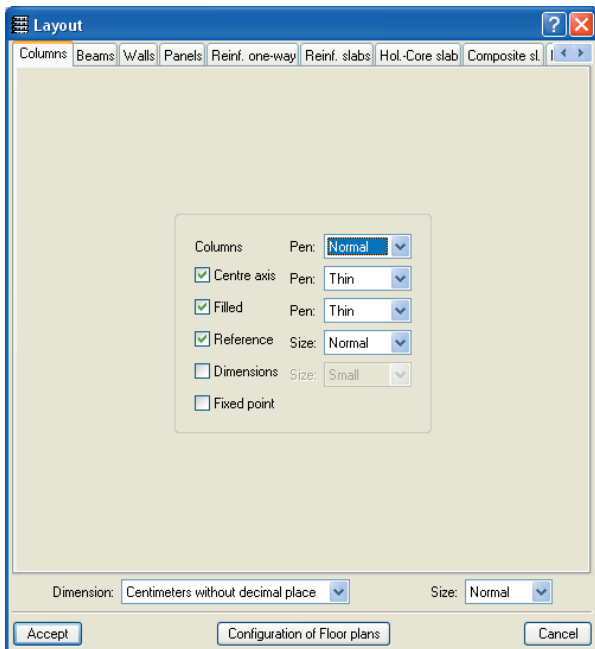 Layout
Columns Beams Walls Panels Reinf. one-way Reinf. slabs Hol.-Core slab Composite sl.
Columns Pen: Normal
Centre axis Pen: Thin
Filled Pen: Thin
Reference Size: Normal
Dimensions Size: Small
Fixed point
Dimension: Centimeters without decimal place Size: Normal
Accept Configuration of Floor plans Cancel